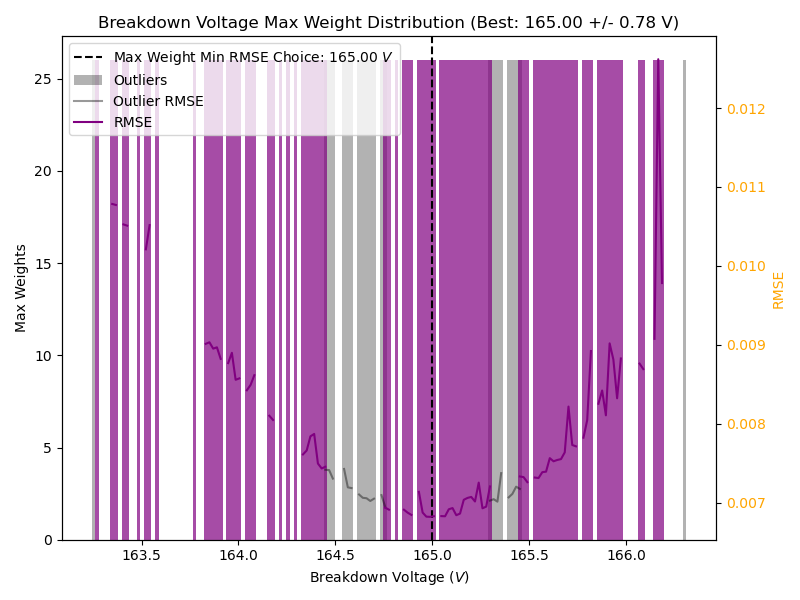 Breakdown Voltage Max Weight Distribution (Best: 165.00 +/- 0.78 V)
Max Weight Min RMSE Choice: 165.00 V
Outliers
Outlier RMSE
RMSE
Max Weights
25
20
15
10
5
0
0.012
0.011
0.010
0.009
0.008
0.007
RMSE
163.5 164.0 164.5 165.0 165.5 166.0
Breakdown Voltage (V)